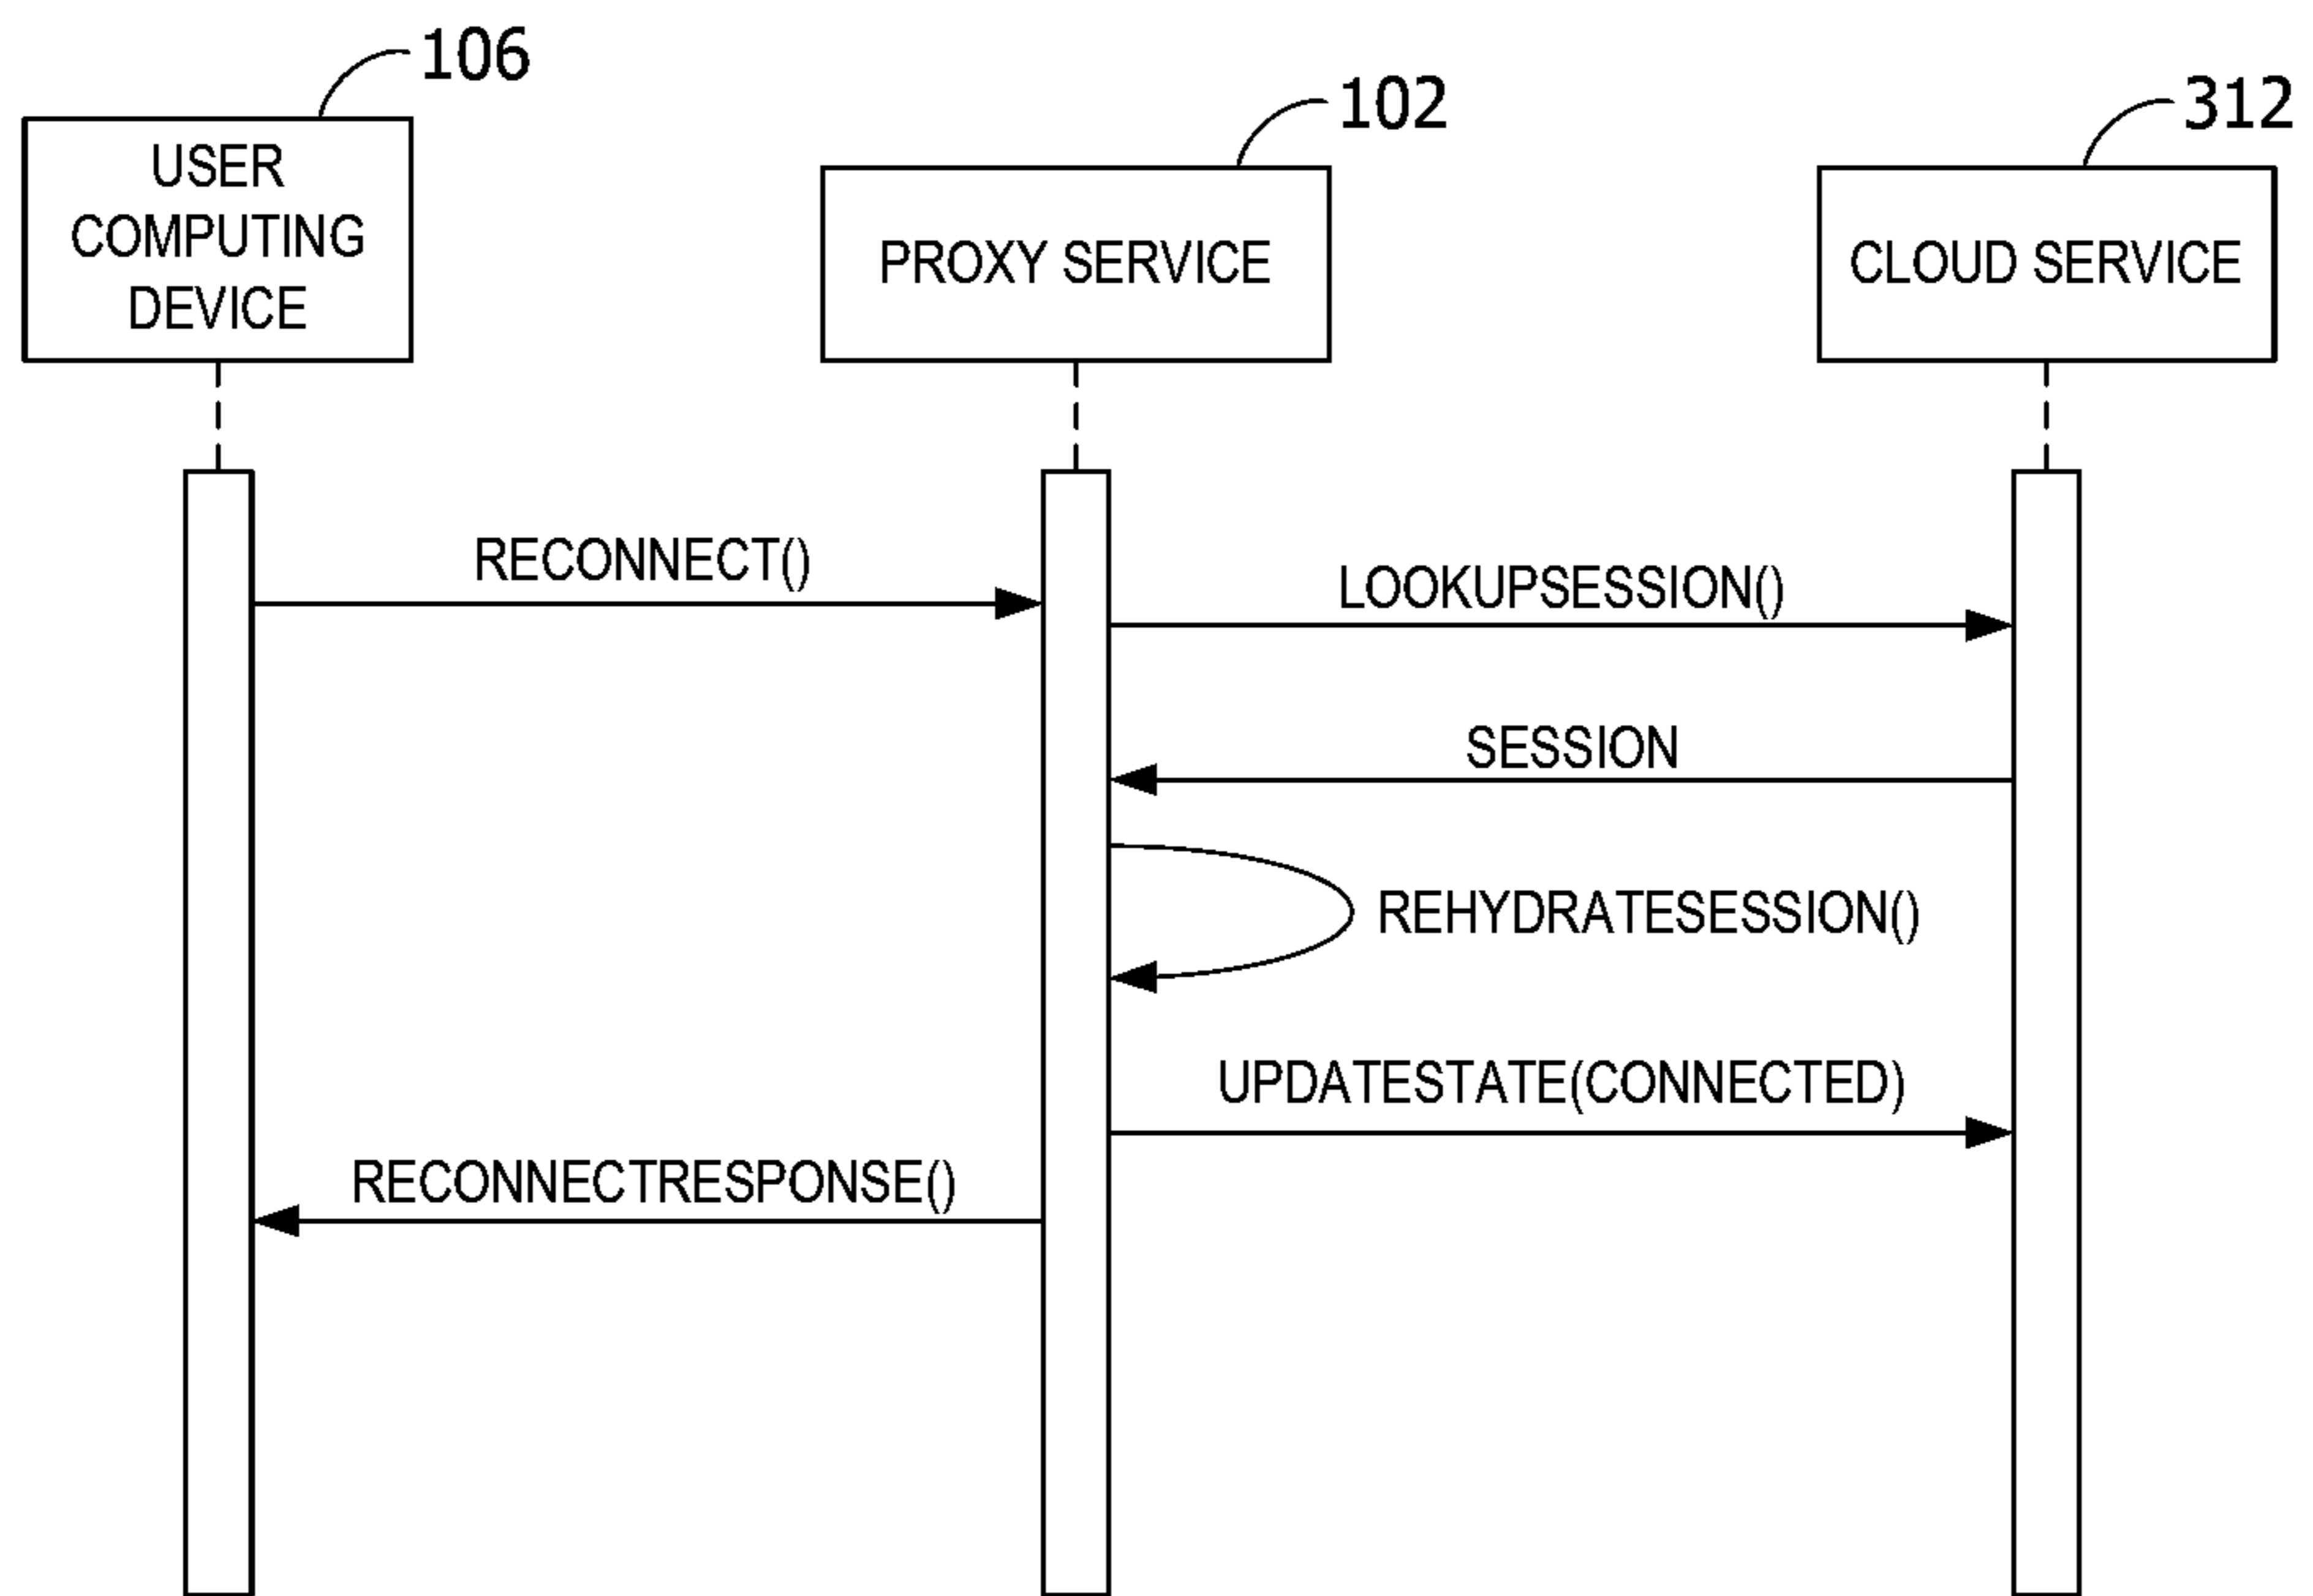 106
102
312
USER
COMPUTING
DEVICE
PROXY SERVICE
CLOUD SERVICE
RECONNECT()
LOOKUPSESSION()
SESSION
REHYDRATESESSION()
UPDATESTATE(CONNECTED)
RECONNECTRESPONSE()